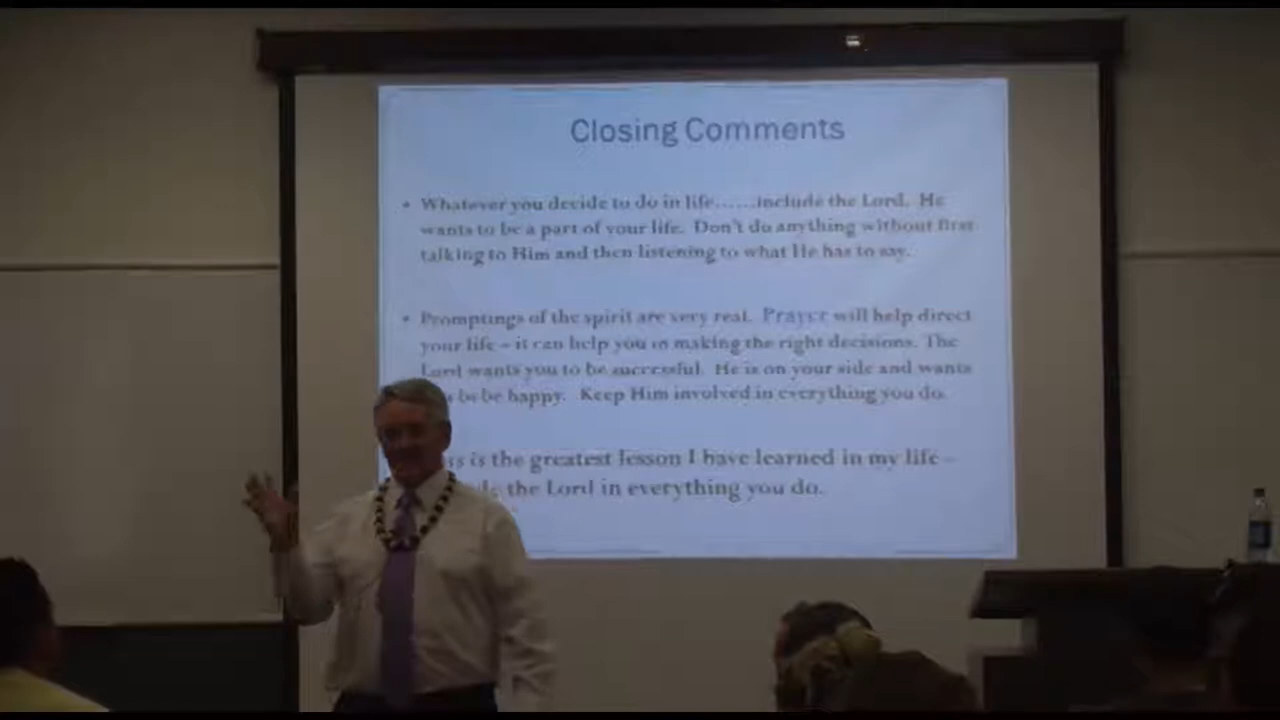 Closing Comments
• Whatever you decide to do in life......include the Lord. He
wants to be a part of your life. Don't do anything without first
talking to Him and then listening to what He has to say.
• Promptings of the spirit are very real. Prayer will help direct
your life – it can help you in making the right decisions. The
Lord wants you to be successful. He is on your side and wants
to be happy. Keep Him involved in everything you do.
is the greatest lesson I have learned in my life –
the Lord in everything you do.